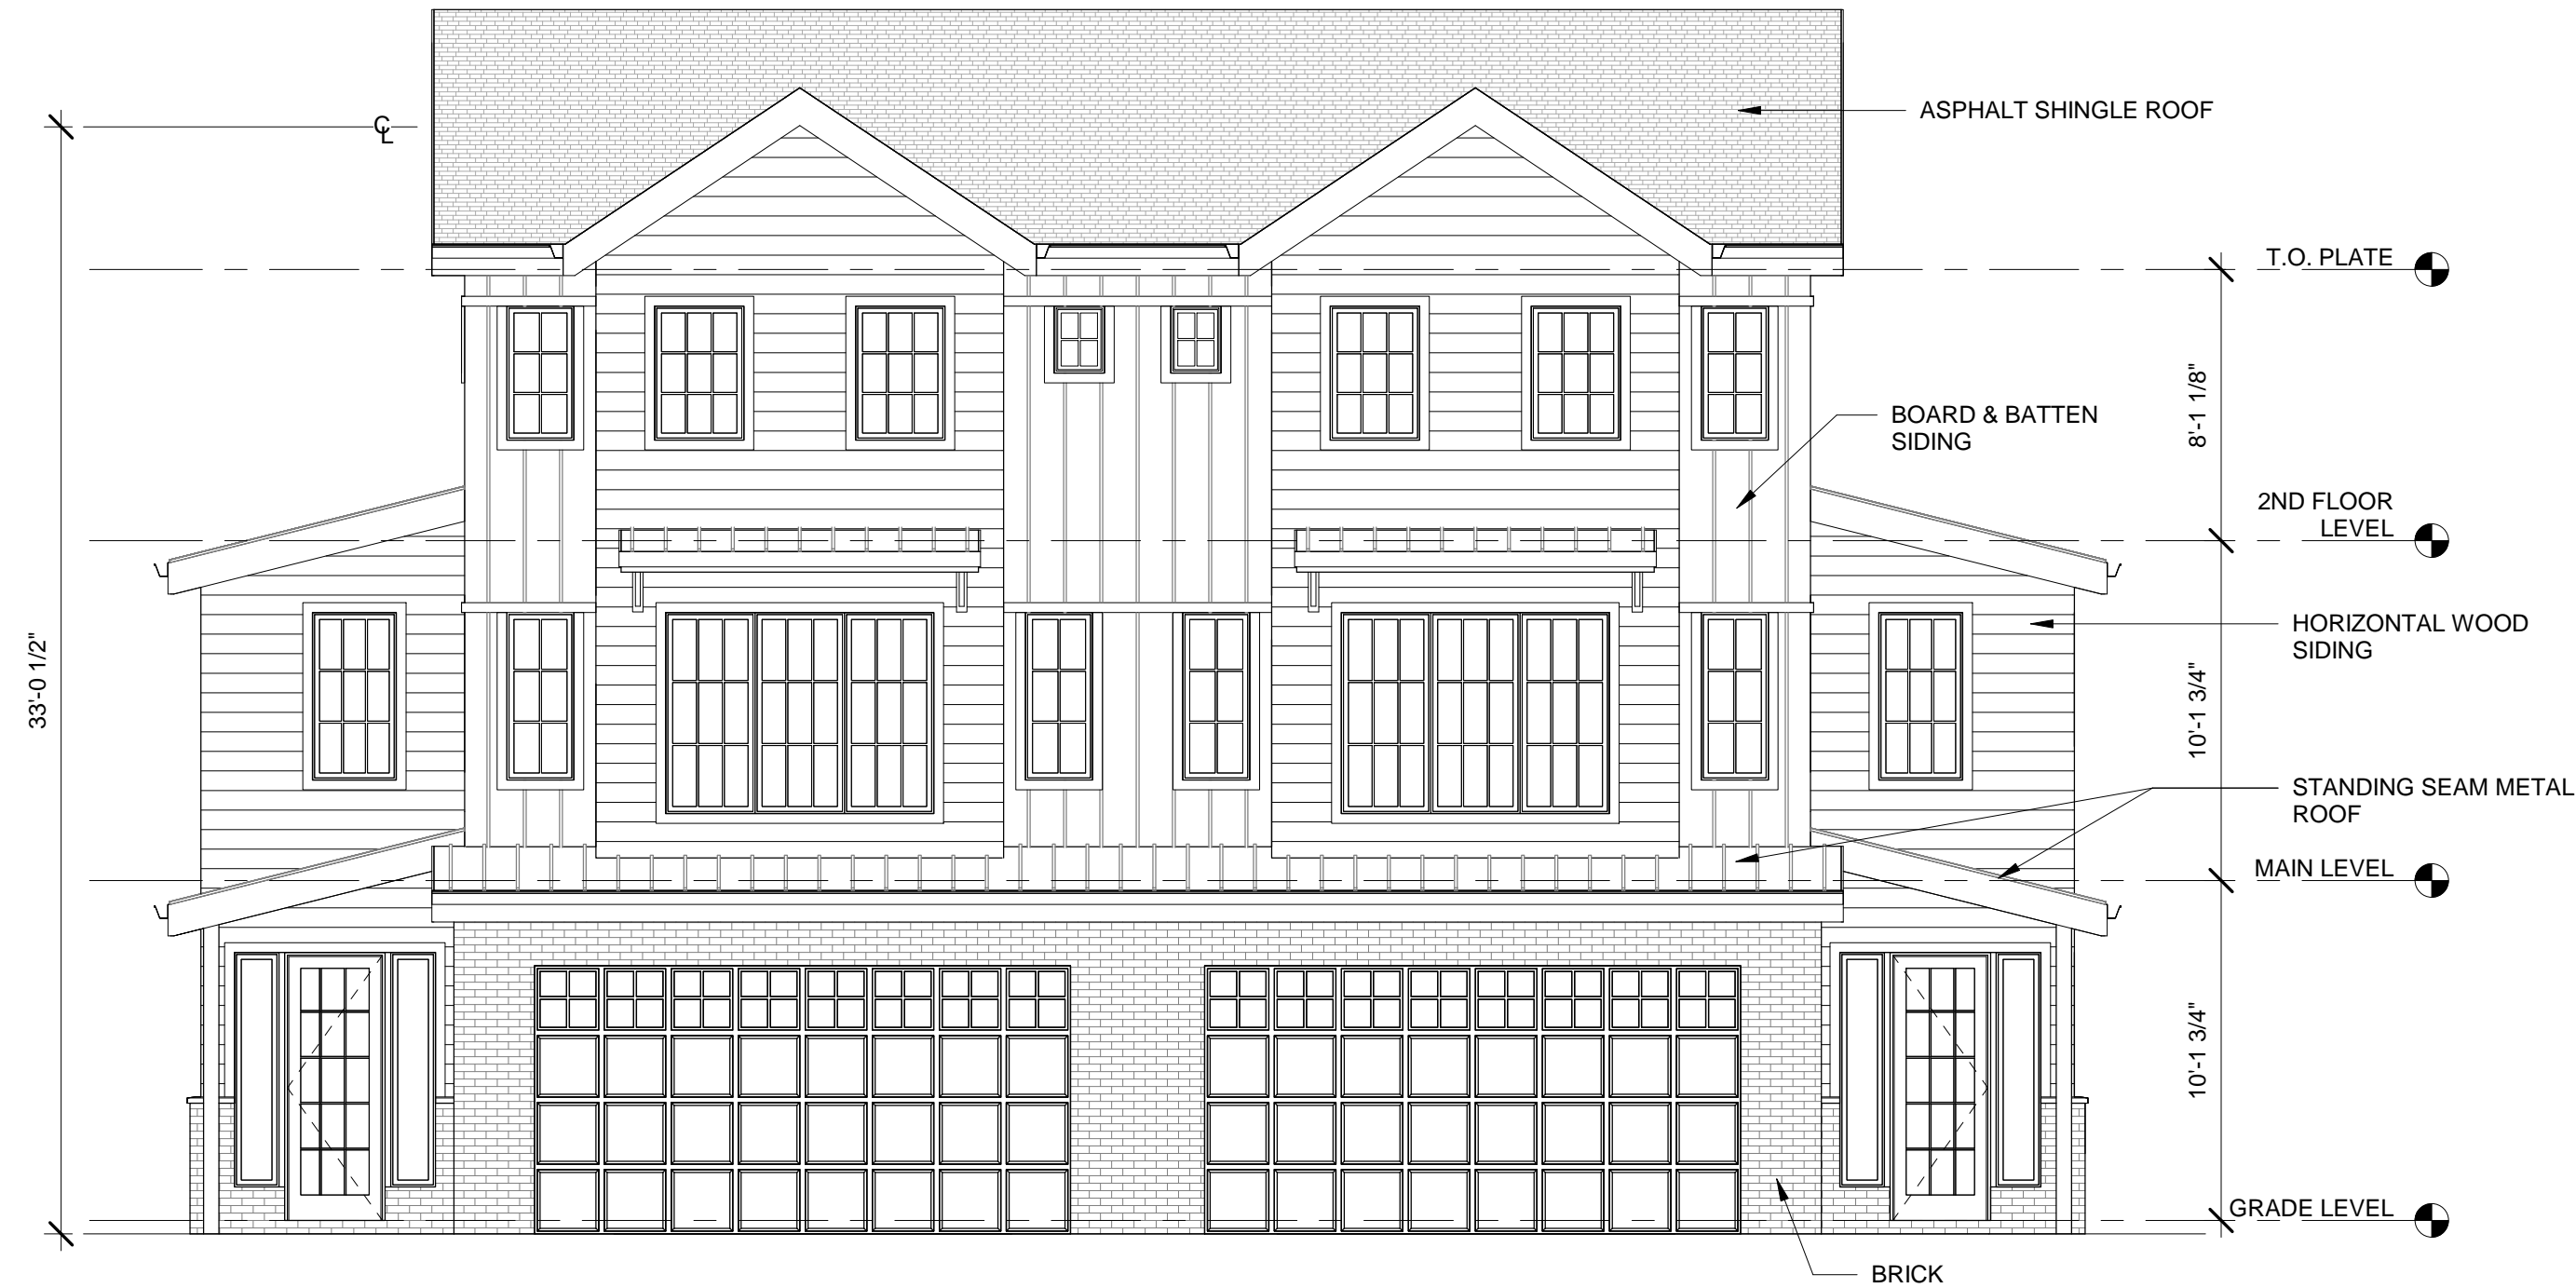 ASPHALT SHINGLE ROOF
C
L
T.O. PLATE
8'-1 1/8"
BOARD & BATTEN
SIDING
2ND FLOOR
LEVEL
33'-0 1/2"
HORIZONTAL WOOD
SIDING
10'-1 3/4"
STANDING SEAM METAL
ROOF
MAIN LEVEL
10'-1 3/4"
GRADE LEVEL
BRICK